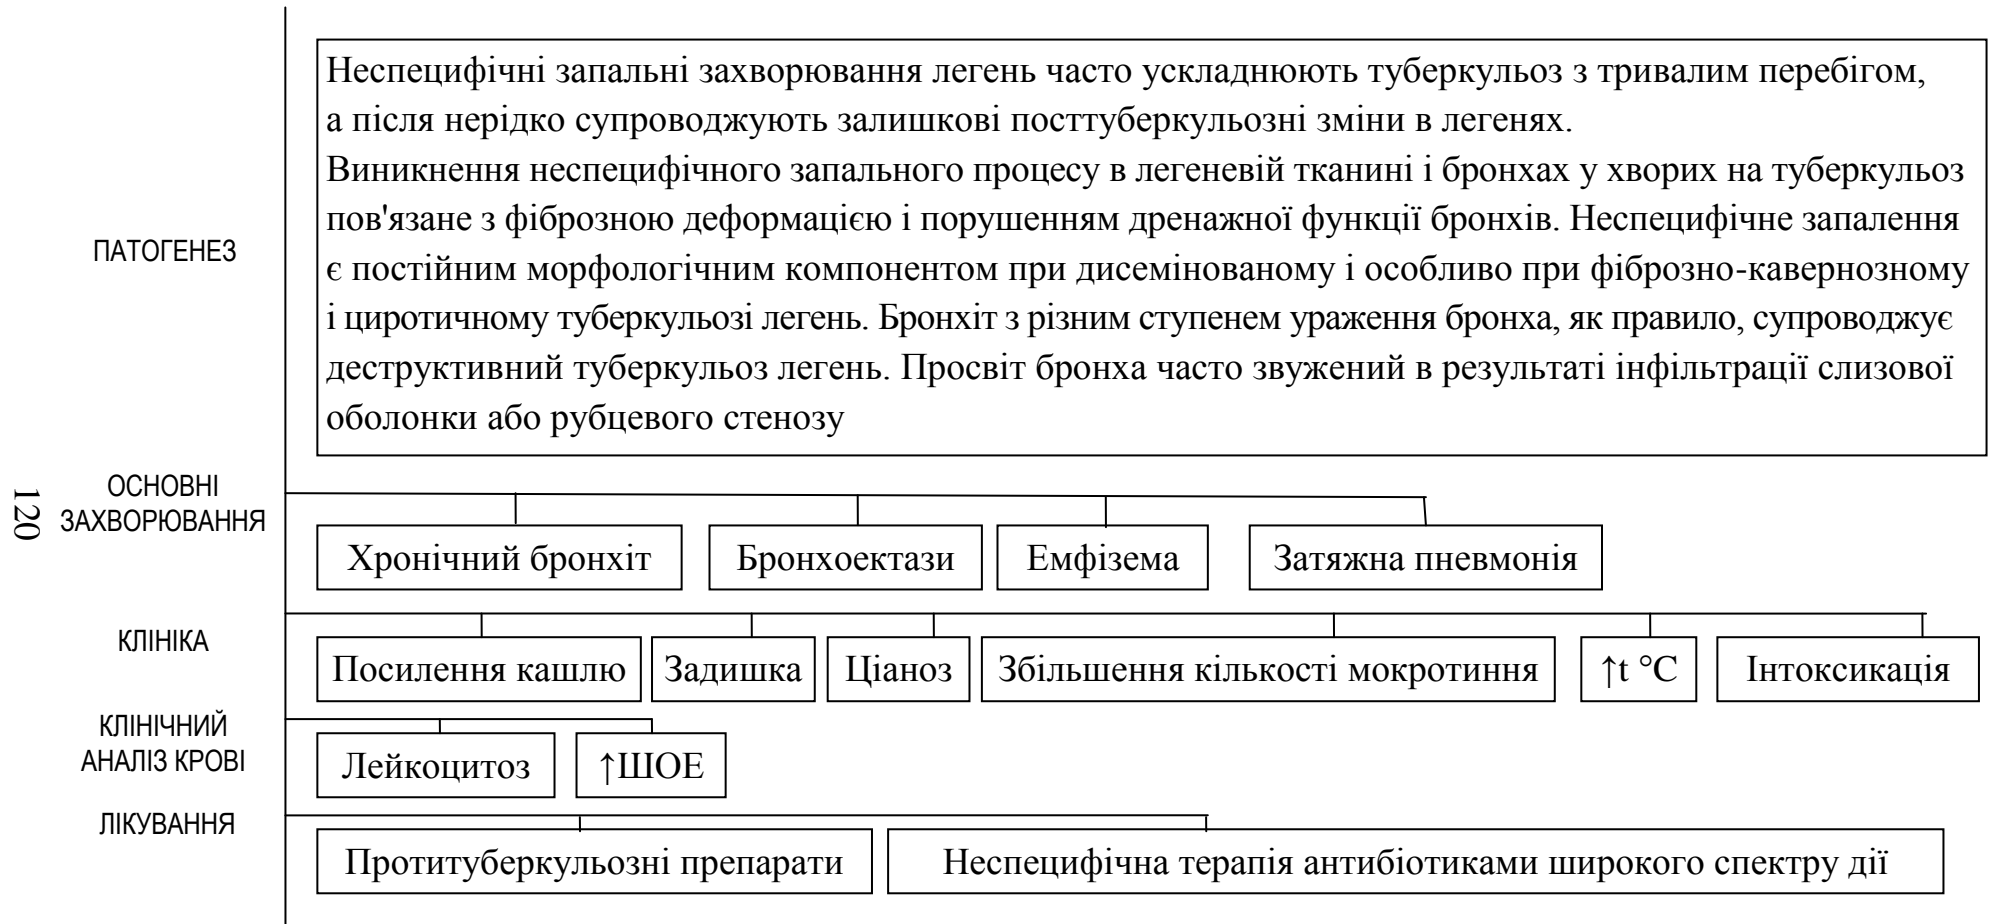 ПАТОГЕНЕЗ
Неспецифічні запальні захворювання легень часто ускладнюють туберкульоз з тривалим перебігом,
а після нерідко супроводжують залишкові посттуберкульозні зміни в легенях.
Виникнення неспецифічного запального процесу в легеневій тканині і бронхах у хворих на туберкульоз
пов'язане з фіброзною деформацією і порушенням дренажної функції бронхів. Неспецифічне запалення
є постійним морфологічним компонентом при дисемінованому і особливо при фіброзно-кавернозному
і циротичному туберкульозі легень. Бронхіт з різним ступенем ураження бронха, як правило, супроводжує
деструктивний туберкульоз легень. Просвіт бронха часто звужений в результаті інфільтрації слизової
оболонки або рубцевого стенозу
120
ОСНОВНІ
ЗАХВОРЮВАННЯ
Хронічний бронхіт
Бронхоектази
Емфізема
Затяжна пневмонія
КЛІНІКА
Посилення кашлю
Задишка
Ціаноз
Збільшення кількості мокротиння
↑t °С
Інтоксикація
КЛІНІЧНИЙ
АНАЛІЗ КРОВІ
Лейкоцитоз
↑ШОЕ
ЛІКУВАННЯ
Протитуберкульозні препарати
Неспецифічна терапія антибіотиками широкого спектру дії